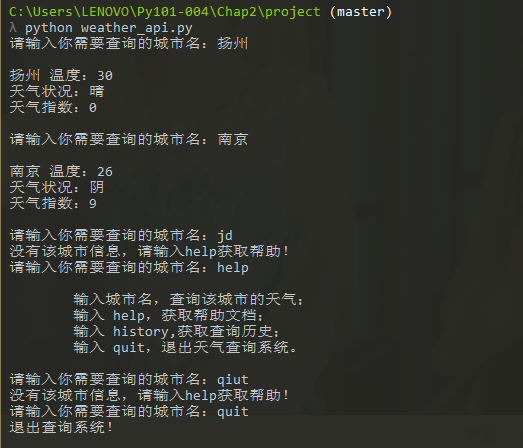 C:\Users\LENOVO\Py101-004\Chap2\project (master)
λ python weather_api.py
请输入你需要查询的城市名：扬州
扬州 温度：30
天气状况：晴
天气指数：0
请输入你需要查询的城市名：南京
南京 温度：26
天气状况：阴
天气指数：9
请输入你需要查询的城市名：jd
没有该城市信息，请输入help获取帮助！
请输入你需要查询的城市名：help
输入城市名，查询该城市的天气；
输入 help，获取帮助文档；
输入 history,获取查询历史；
输入 quit，退出天气查询系统。
请输入你需要查询的城市名：qiut
没有该城市信息，请输入help获取帮助！
请输入你需要查询的城市名：quit
退出查询系统！